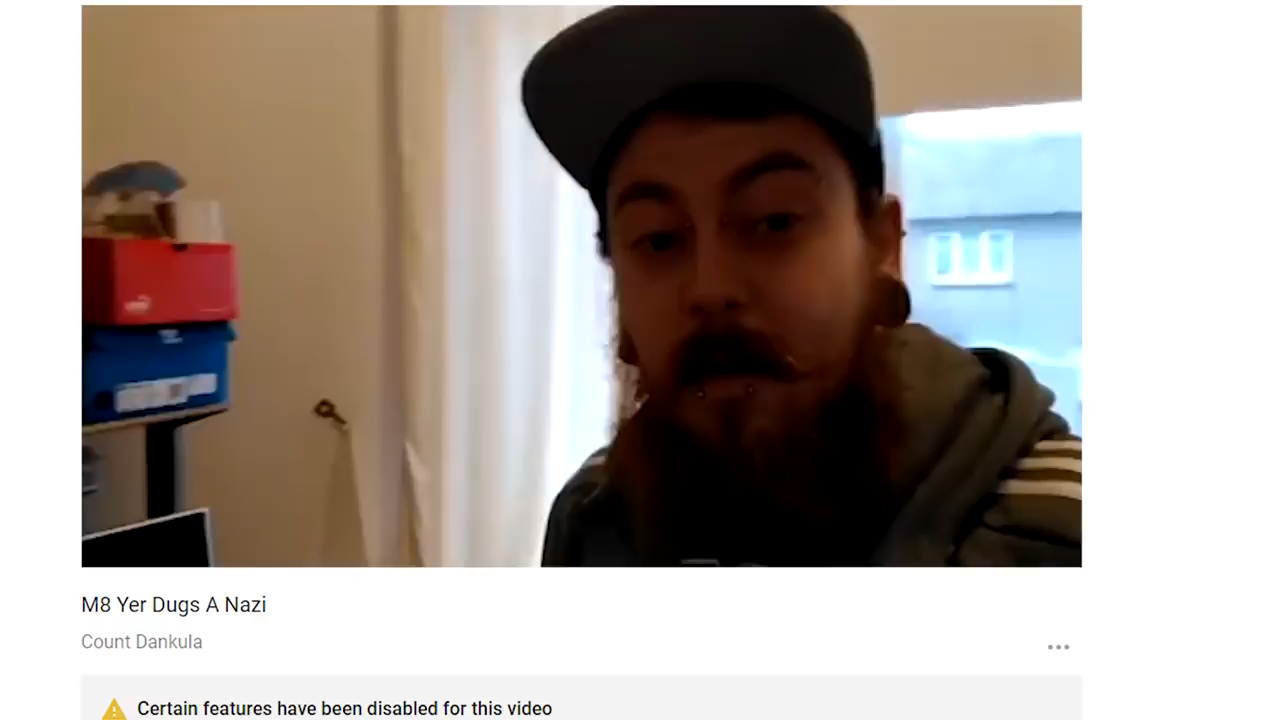 M8 Yer Dugs A Nazi
Count Dankula
Certain features have been disabled for this video